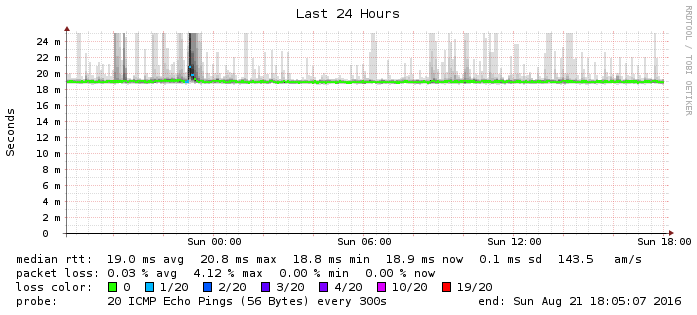 Last 24 Hours
RRDTOOL / TOBI OETIKER
Seconds
24 m
22 m
20 m
18 m
16 m
14 m
12 m
10 m
8 m
6 m
4 m
2 m
0
Sun 00:00 Sun 06:00 Sun 12:00 Sun 18:00
median rtt: 19.0 ms avg 20.8 ms max 18.8 ms min 18.9 ms now 0.1 ms sd 143.5 am/s
packet loss: 0.03 % avg 4.12 % max 0.00 % min 0.00 % now
loss color: 0 1/20 2/20 3/20 4/20 10/20 19/20
probe: 20 ICMP Echo Pings (56 Bytes) every 300s end: Sun Aug 21 18:05:07 2016